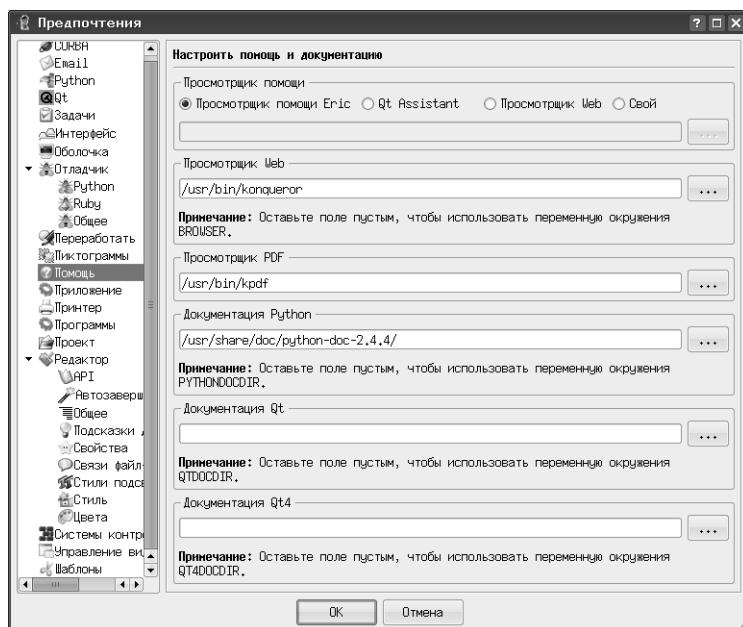 Предпочтения
CORBA
Email
Python
Qt
Задачи
Интерфейс
Оболочка
Отладчик
Python
Ruby
Общее
Переработать
Пиктограммы
Помощь
Приложение
Принтер
Программы
Проект
Редактор
API
Автозаверш
Общее
Подсказки
Свойства
Связи файл
Стили подсв
Стиль
Цвета
Системы контр
Управление ви
Шаблоны
Настроить помощь и документацию
Просмотрщик помощи
Просмотрщик помощи Eric Qt Assistant Просмотрщик Web Свой
...
Просмотрщик Web
/usr/bin/konqueror ...
Примечание: Оставьте поле пустым, чтобы использовать переменную окружения
BROWSER.
Просмотрщик PDF
/usr/bin/kpdf ...
Документация Python
/usr/share/doc/python-doc-2.4.4/ ...
Примечание: Оставьте поле пустым, чтобы использовать переменную окружения
PYTHONDOCDIR.
Документация Qt
...
Примечание: Оставьте поле пустым, чтобы использовать переменную окружения
QTDOCDIR.
Документация Qt4
...
Примечание: Оставьте поле пустым, чтобы использовать переменную окружения
QT4DOCDIR.
OK Отмена